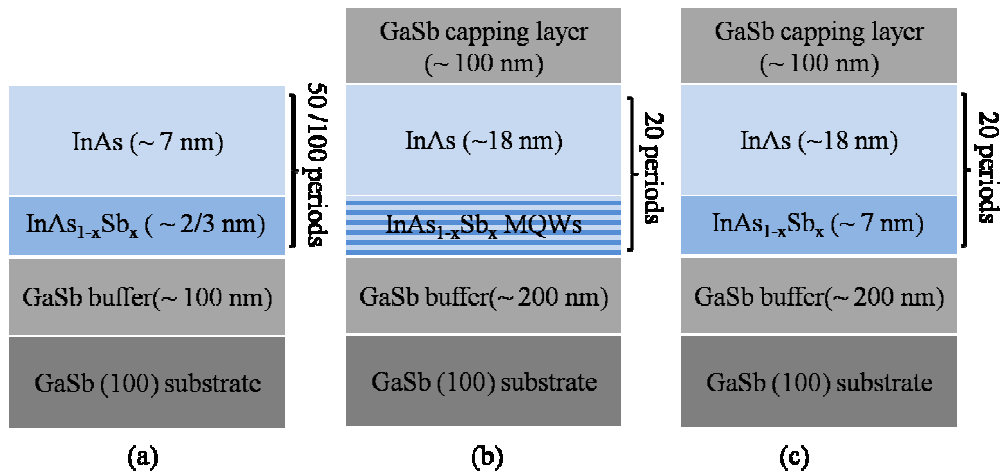 InAs (~ 7 nm)
InAs1-xSbx ( ~ 2/3 nm)
50 /100 periods
GaSb buffer(~ 100 nm)
GaSb (100) substrate
(a)
GaSb capping layer
(~ 100 nm)
InAs (~18 nm)
InAs1-xSbx MQWs
20 periods
GaSb buffer(~ 200 nm)
GaSb (100) substrate
(b)
GaSb capping layer
(~ 100 nm)
InAs (~18 nm)
InAs1-xSbx (~ 7 nm)
20 periods
GaSb buffer(~ 200 nm)
GaSb (100) substrate
(c)